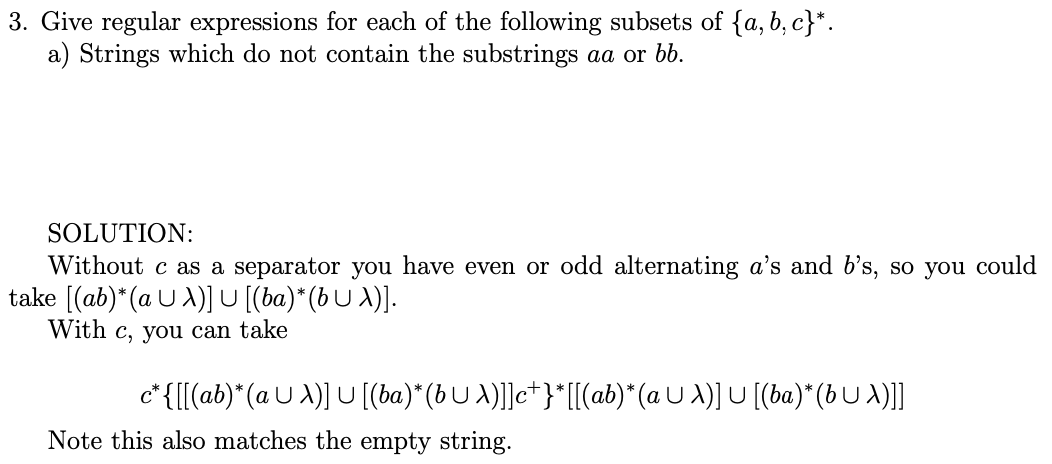 3. Give regular expressions for each of the following subsets of {a, b, c}*.
a) Strings which do not contain the substrings aa or bb.
SOLUTION:
Without c as a separator you have even or odd alternating a's and b's, so you could
take [(ab)*(a ∪ λ)] ∪ [(ba)*(b ∪ λ)].
With c, you can take
c*{[[(ab)*(a ∪ λ)] ∪ [(ba)*(b ∪ λ)]]c⁺}*[[(ab)*(a ∪ λ)] ∪ [(ba)*(b ∪ λ)]]
Note this also matches the empty string.